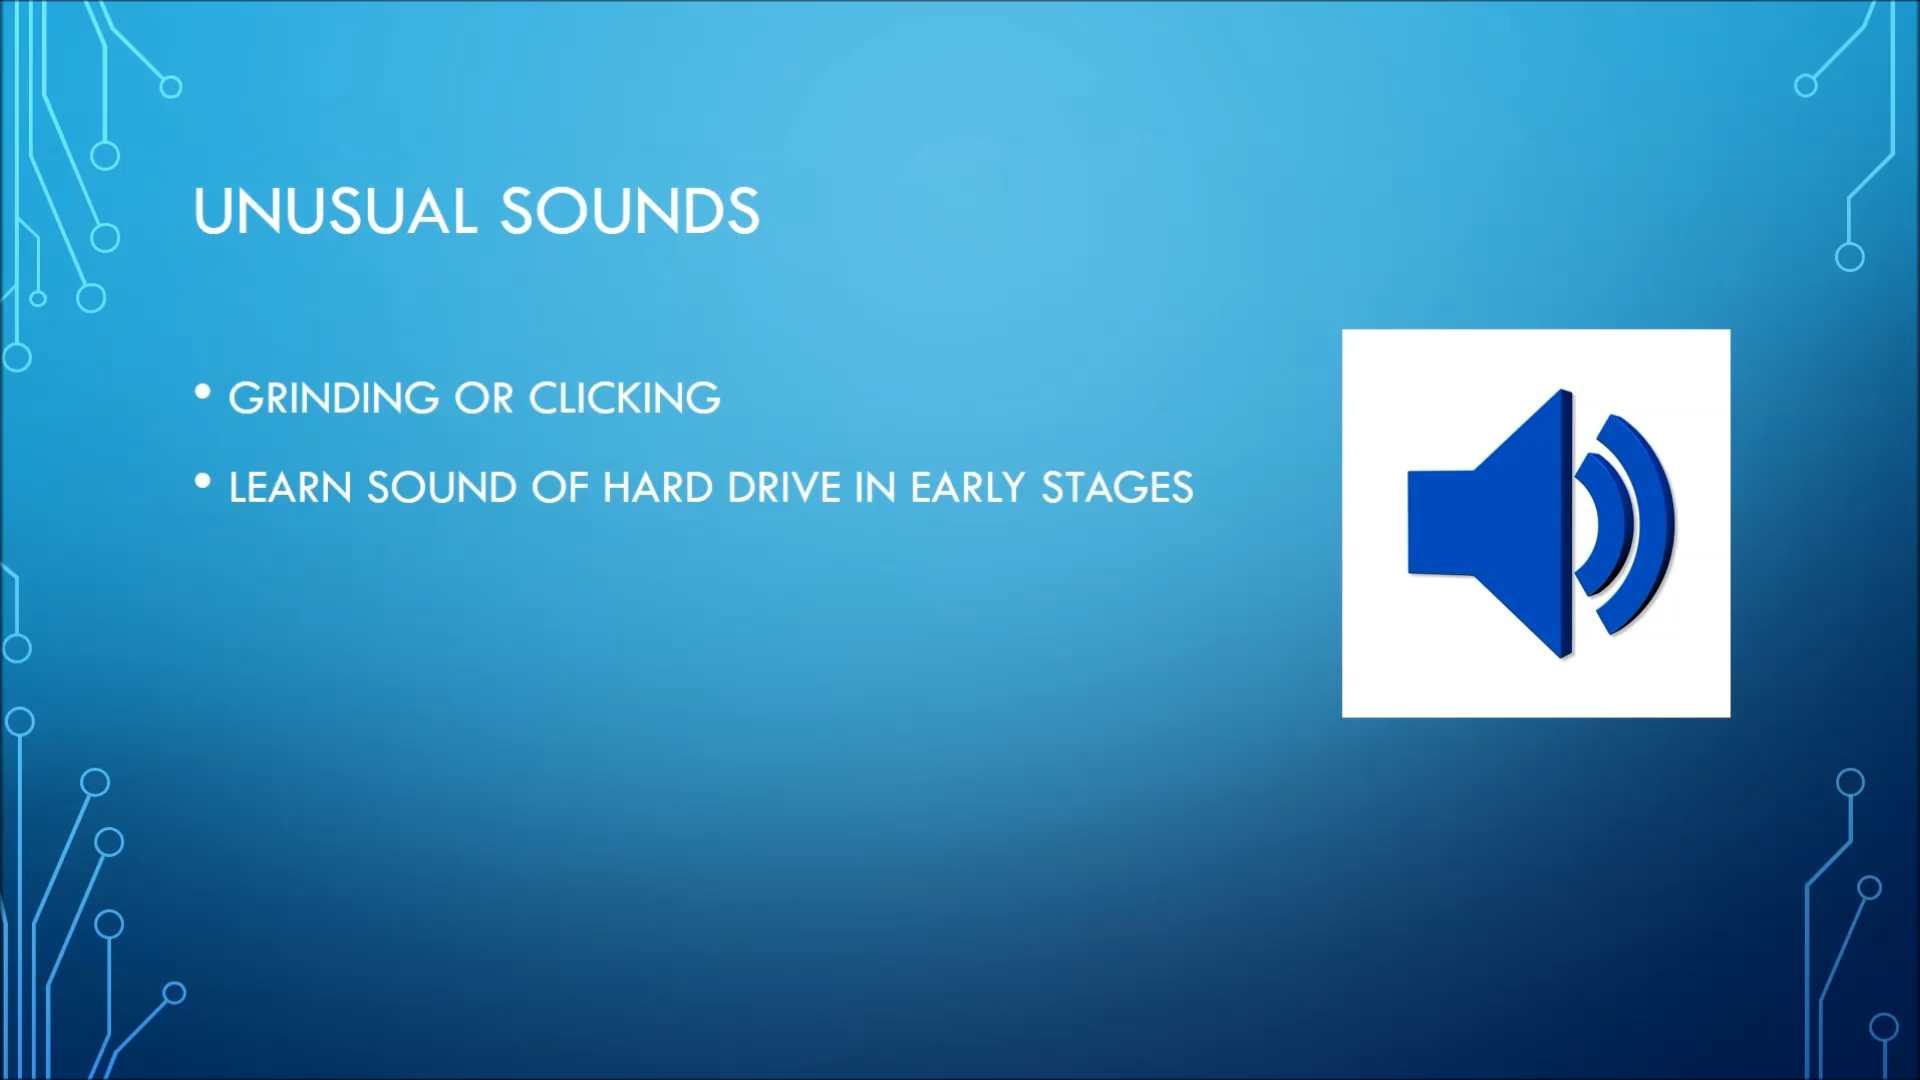 UNUSUAL SOUNDS
• GRINDING OR CLICKING
• LEARN SOUND OF HARD DRIVE IN EARLY STAGES